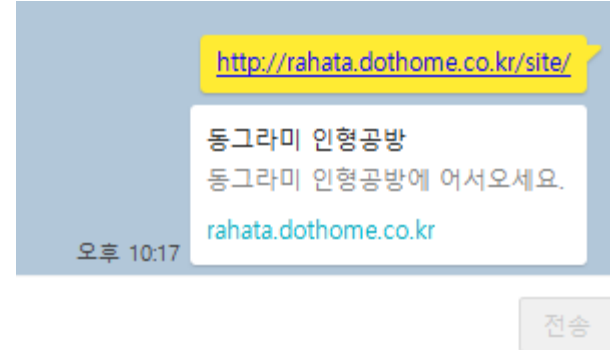 http://rahata.dothome.co.kr/site/
동그라미 인형공방
동그라미 인형공방에 어서오세요.
rahata.dothome.co.kr
오후 10:17
전송